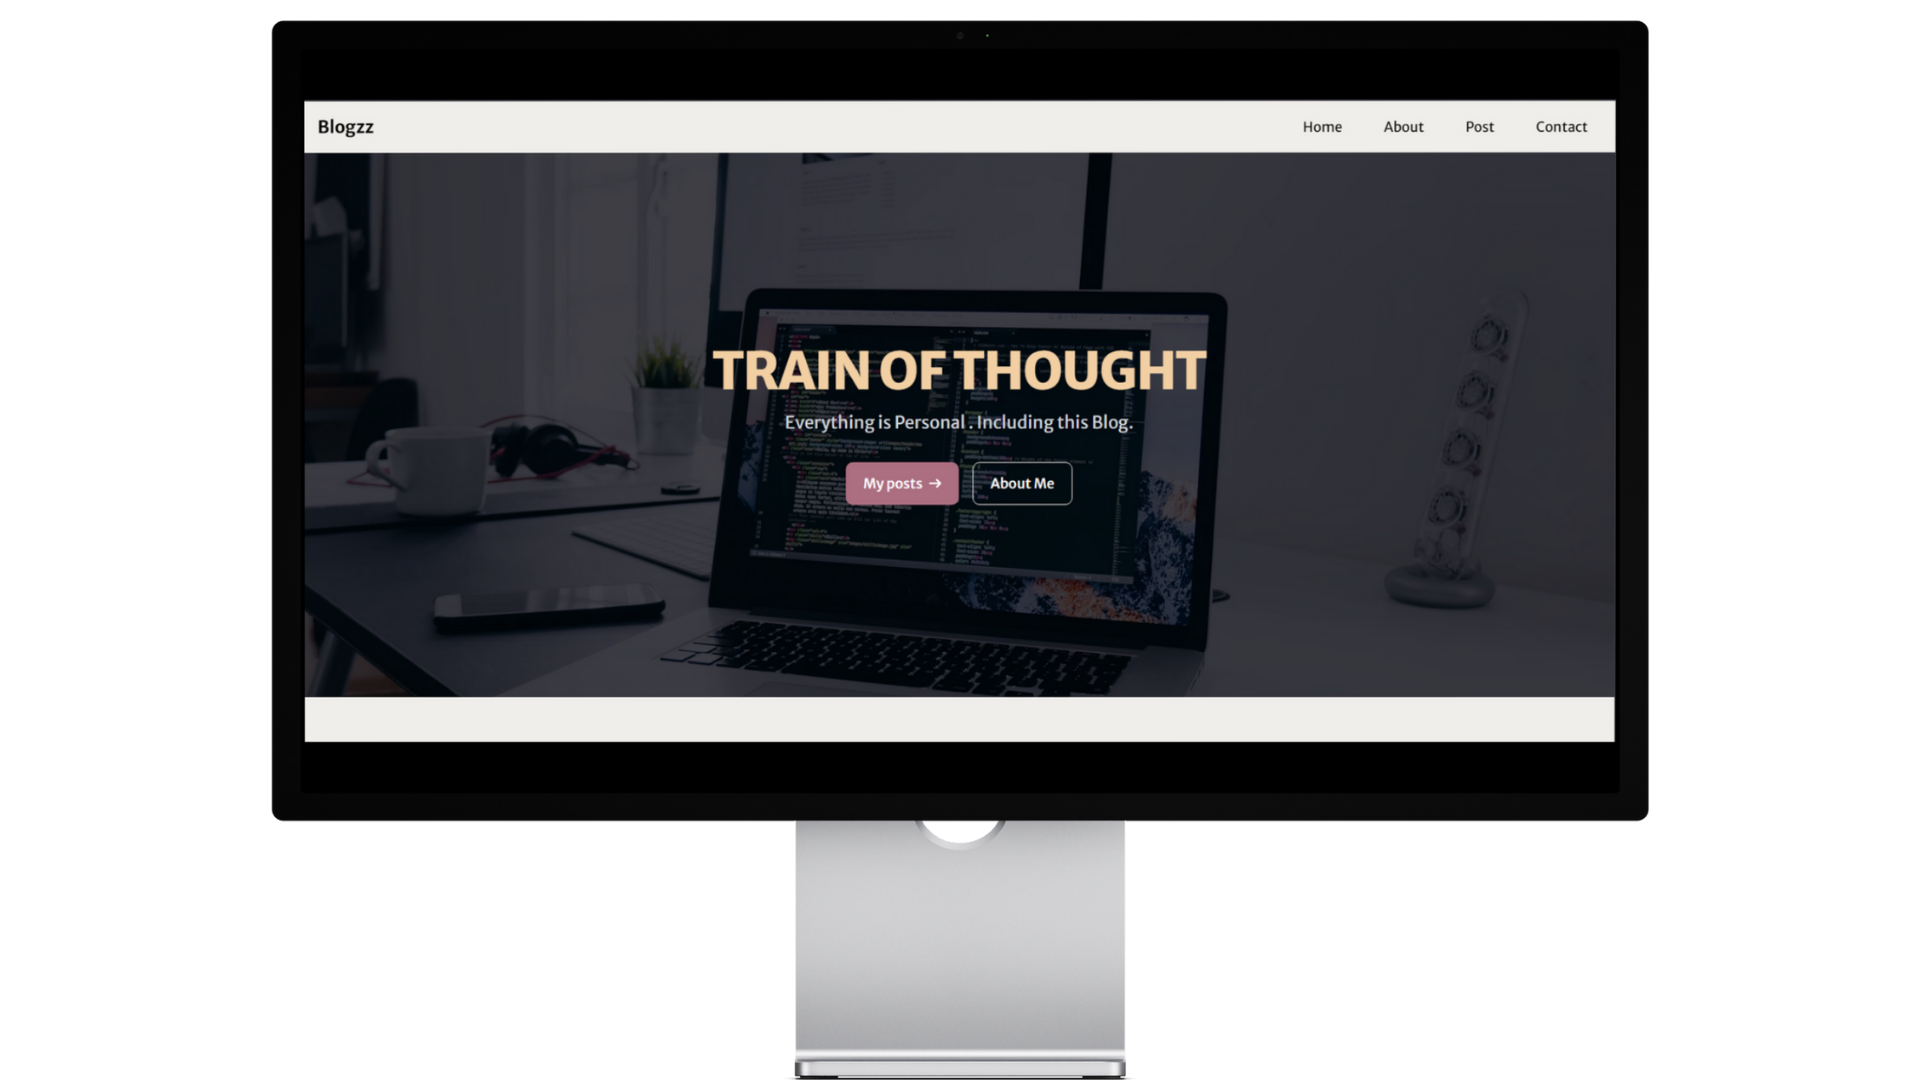 Blogzz
Home About Post Contact
TRAIN OF THOUGHT
Everything is Personal . Including this Blog.
My posts →
About Me